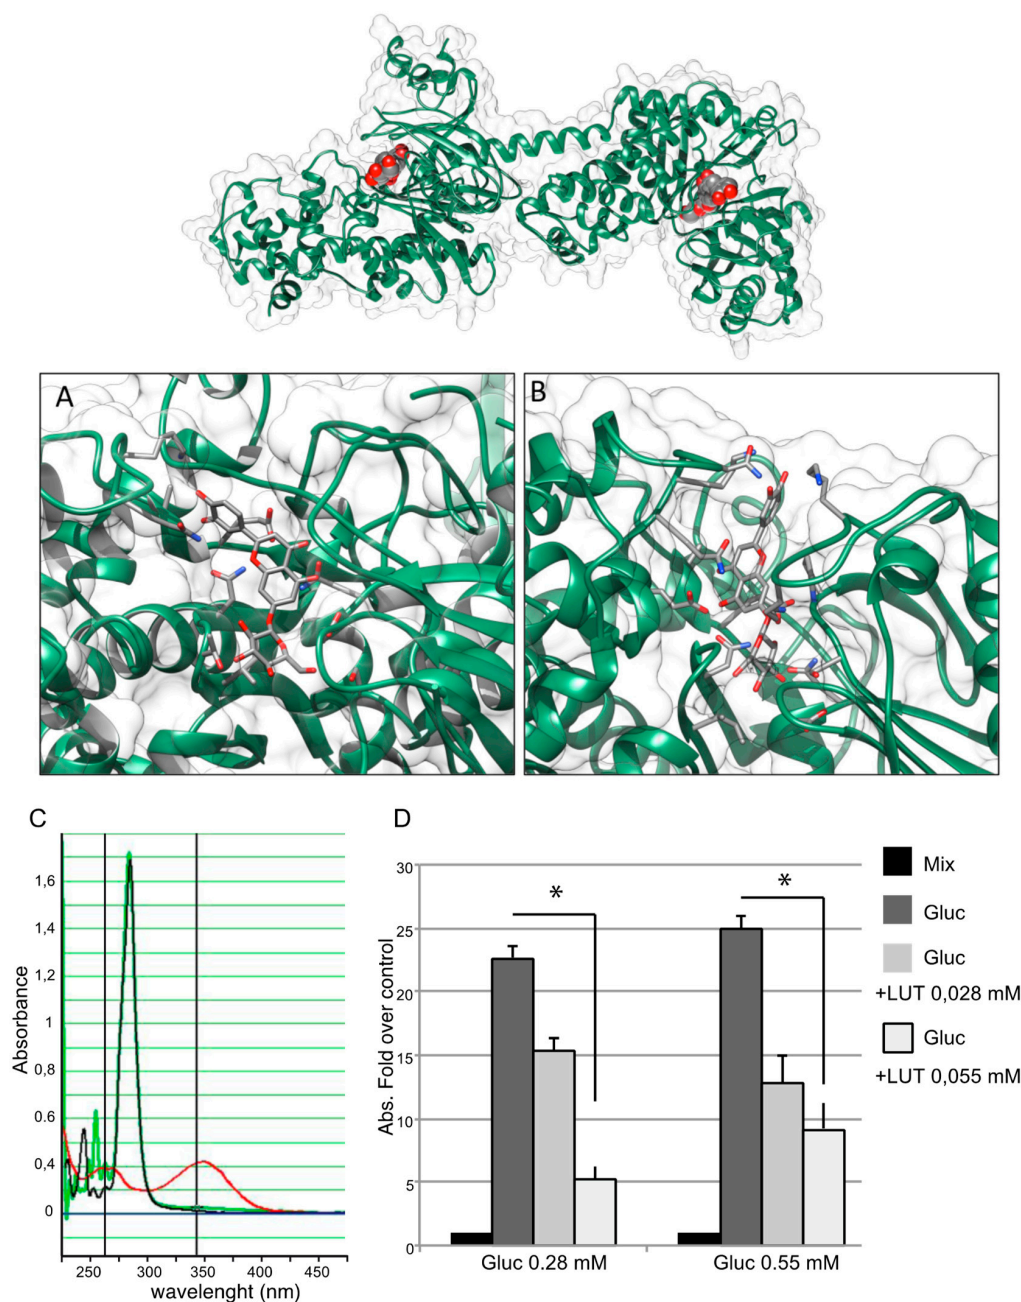 A
B
C
D
1,6
1.4
1,2
1
0.8
0.6
0.4
0.2
0
Absorbance
250 300 350 400 450
wavelenght (nm)
30
25
20
15
10
5
0
Abs. Fold over control
*
*
Gluc 0.28 mM
Gluc 0.55 mM
Mix
Gluc
Gluc
+LUT 0,028 mM
Gluc
+LUT 0,055 mM